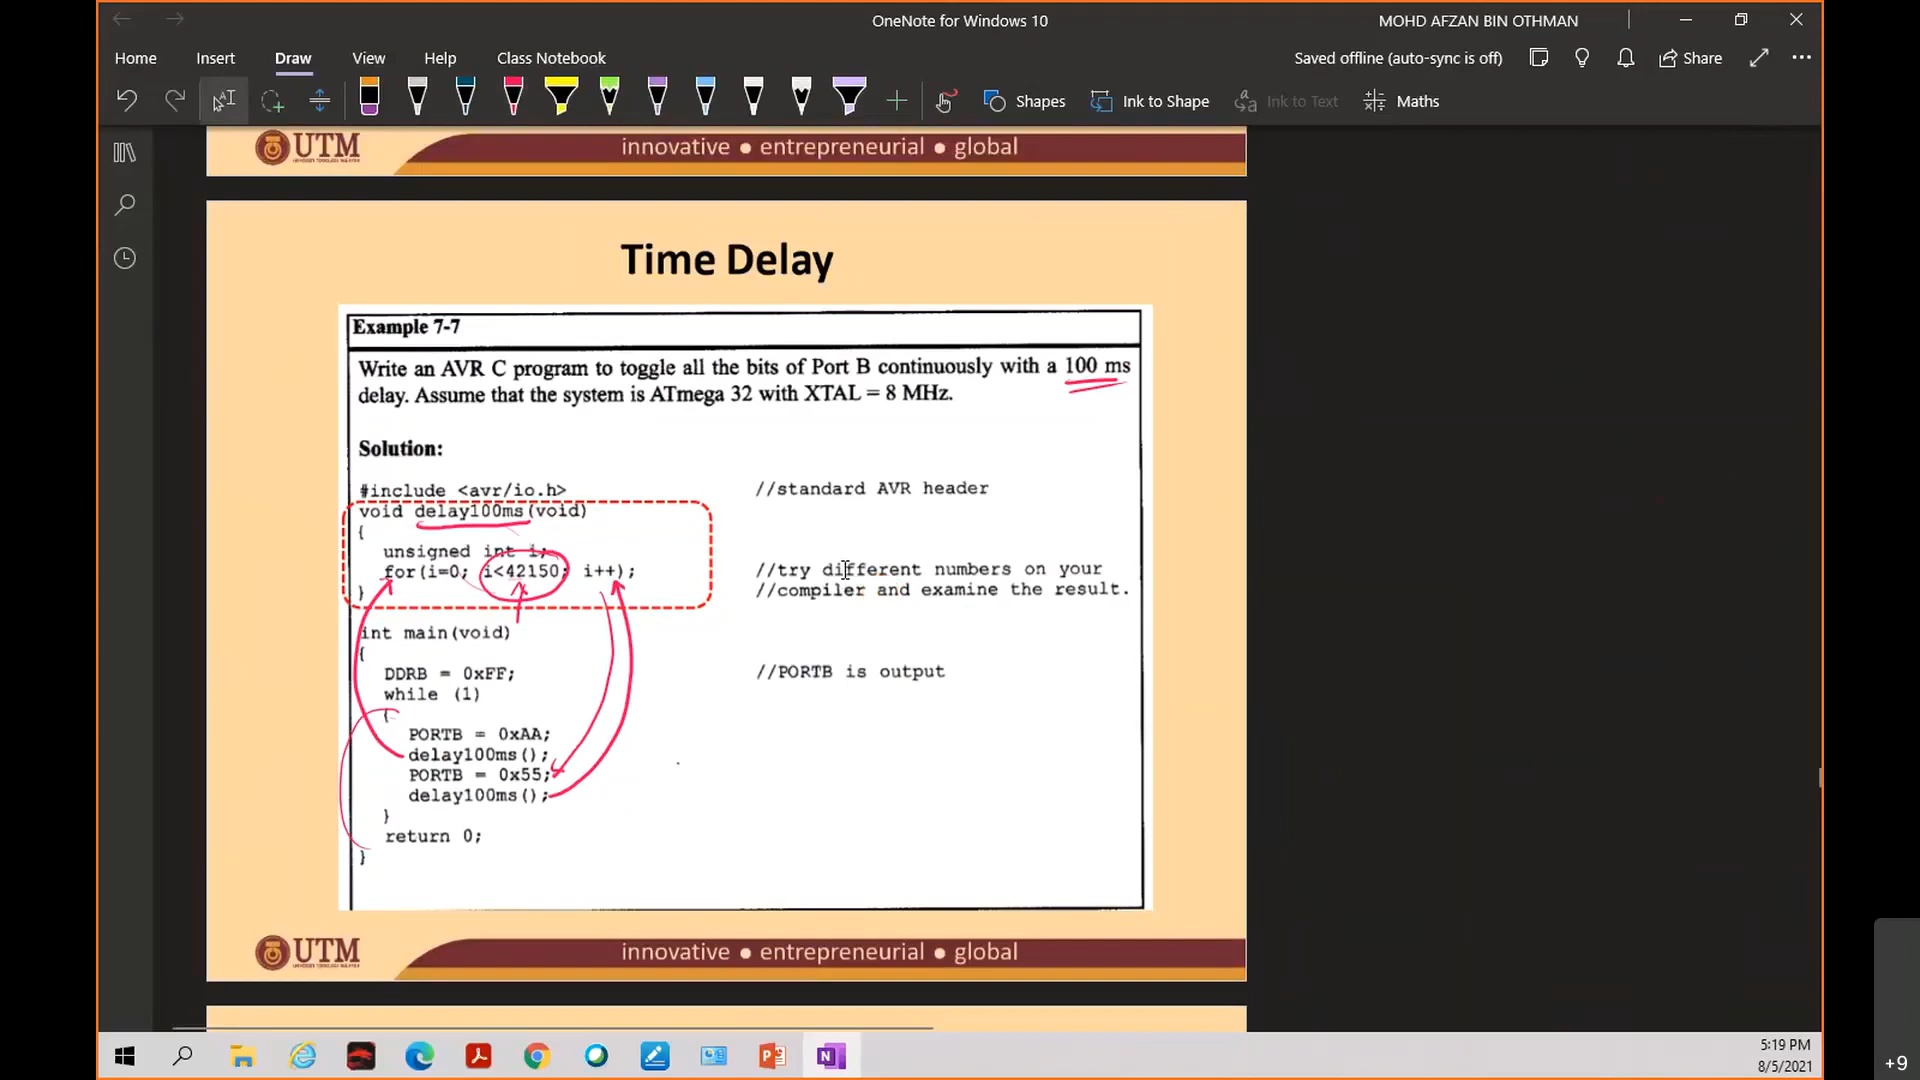 OneNote for Windows 10
MOHD AFZAN BIN OTHMAN
Home Insert Draw View Help Class Notebook
Saved offline (auto-sync is off) Share
Shapes Ink to Shape Ink to Text Maths
UTM innovative ● entrepreneurial ● global
Time Delay
Example 7-7
Write an AVR C program to toggle all the bits of Port B continuously with a 100 ms
delay. Assume that the system is ATmega 32 with XTAL = 8 MHz.
Solution:
#include <avr/io.h> //standard AVR header
void delay100ms(void)
{
unsigned int i;
for(i=0; i<42150; i++); //try different numbers on your
} //compiler and examine the result.
int main(void)
{
DDRB = 0xFF; //PORTB is output
while (1)
{
PORTB = 0xAA;
delay100ms();
PORTB = 0x55;
delay100ms();
}
return 0;
}
UTM innovative ● entrepreneurial ● global
5:19 PM
8/5/2021
+9